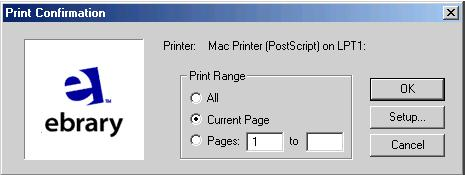 Print Confirmation
Printer: Mac Printer (PostScript) on LPT1:
Print Range
All
Current Page
Pages: 1 to
OK
Setup...
Cancel
e™
ebrary